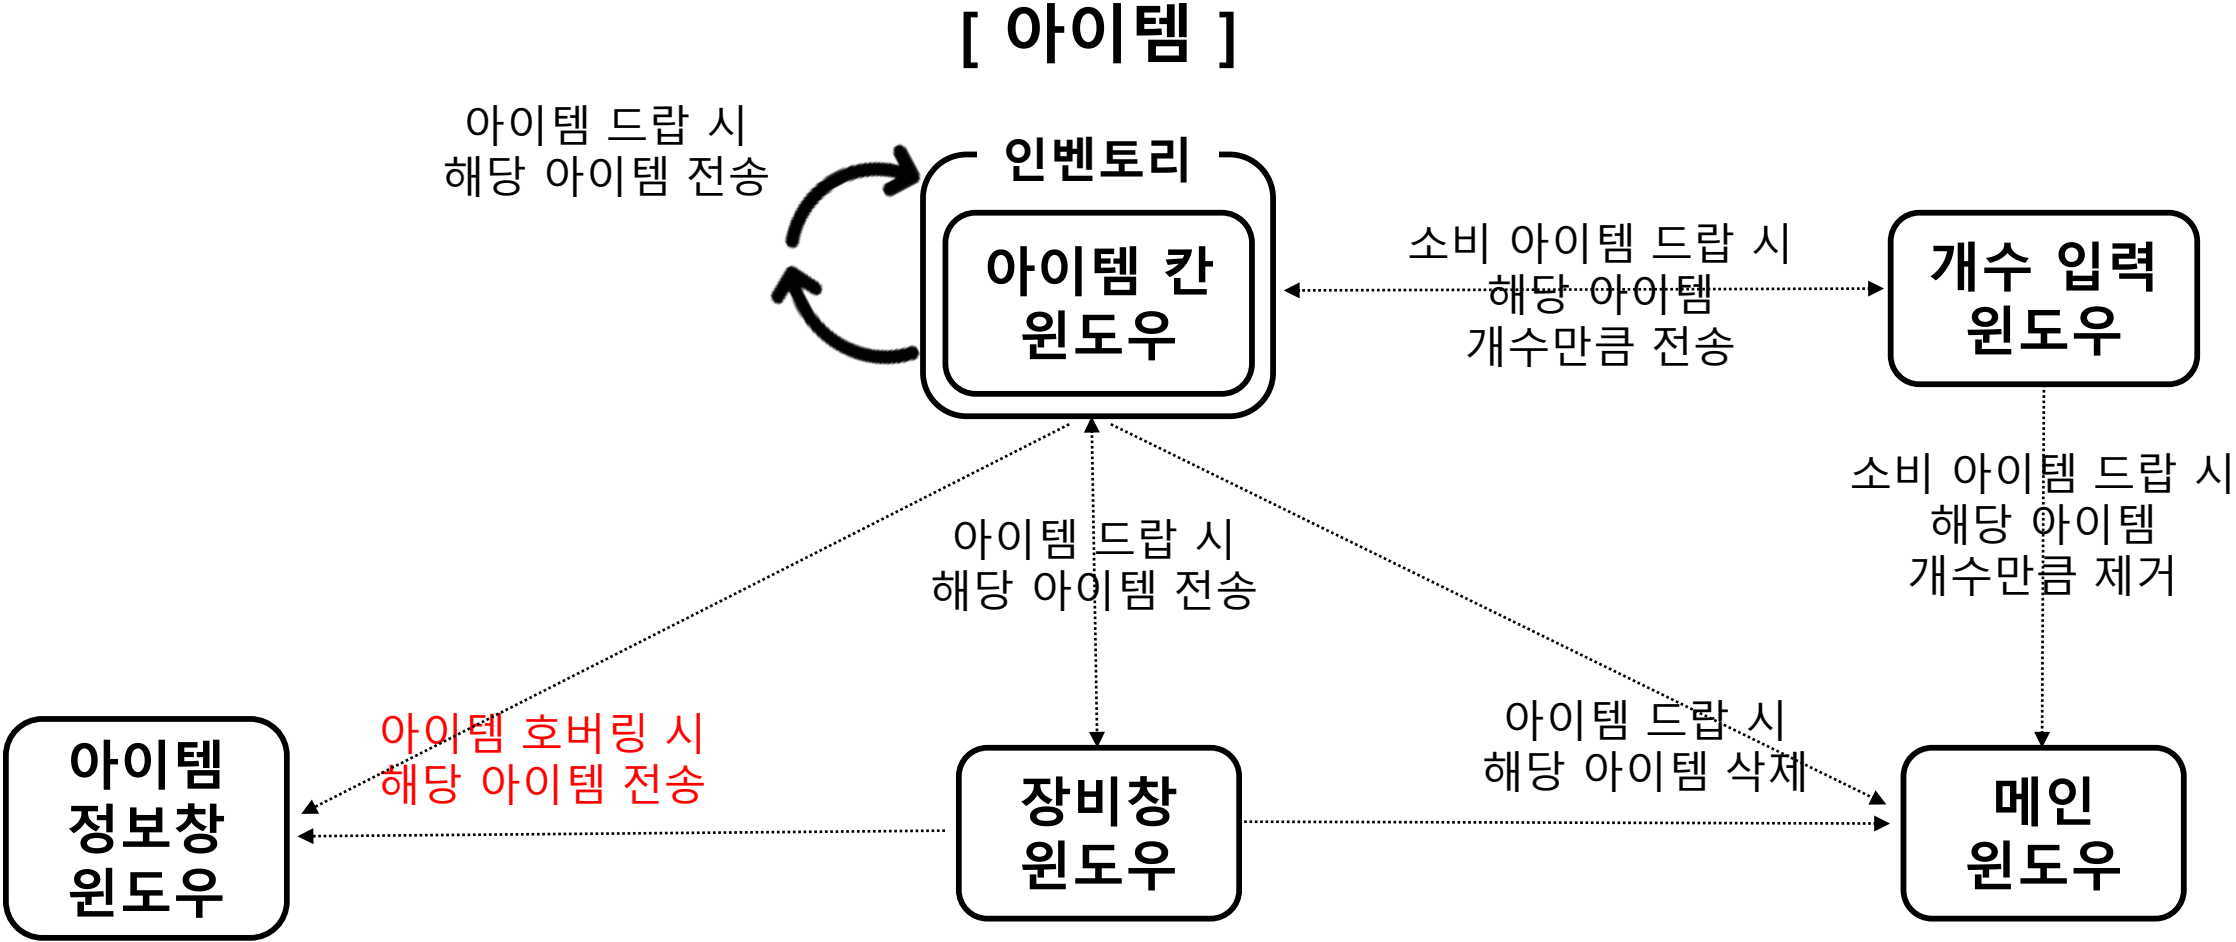 [ 아이템 ]
아이템 드랍 시
해당 아이템 전송
인벤토리
아이템 칸
윈도우
소비 아이템 드랍 시
해당 아이템
개수만큼 전송
개수 입력
윈도우
소비 아이템 드랍 시
해당 아이템
개수만큼 제거
아이템 드랍 시
해당 아이템 전송
아이템 호버링 시
해당 아이템 전송
아이템 드랍 시
해당 아이템 삭제
아이템
정보창
윈도우
장비창
윈도우
메인
윈도우